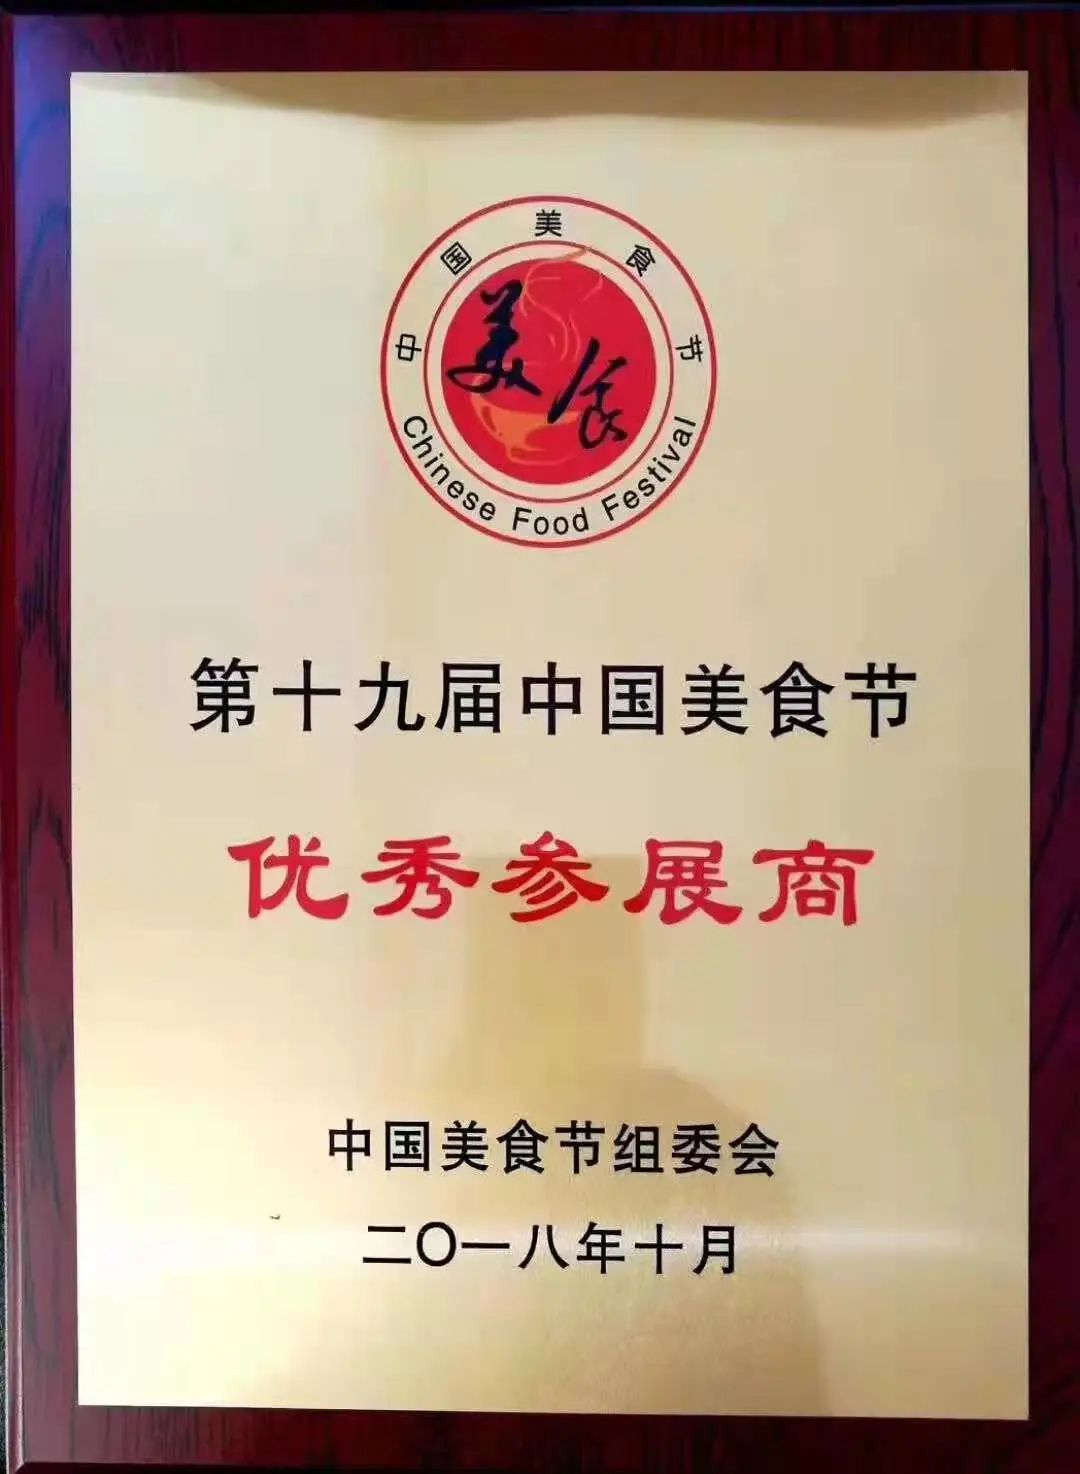 中国美食节
美食
Chinese Food Festival
第十九届中国美食节
优秀参展商
中国美食节组委会
二〇一八年十月